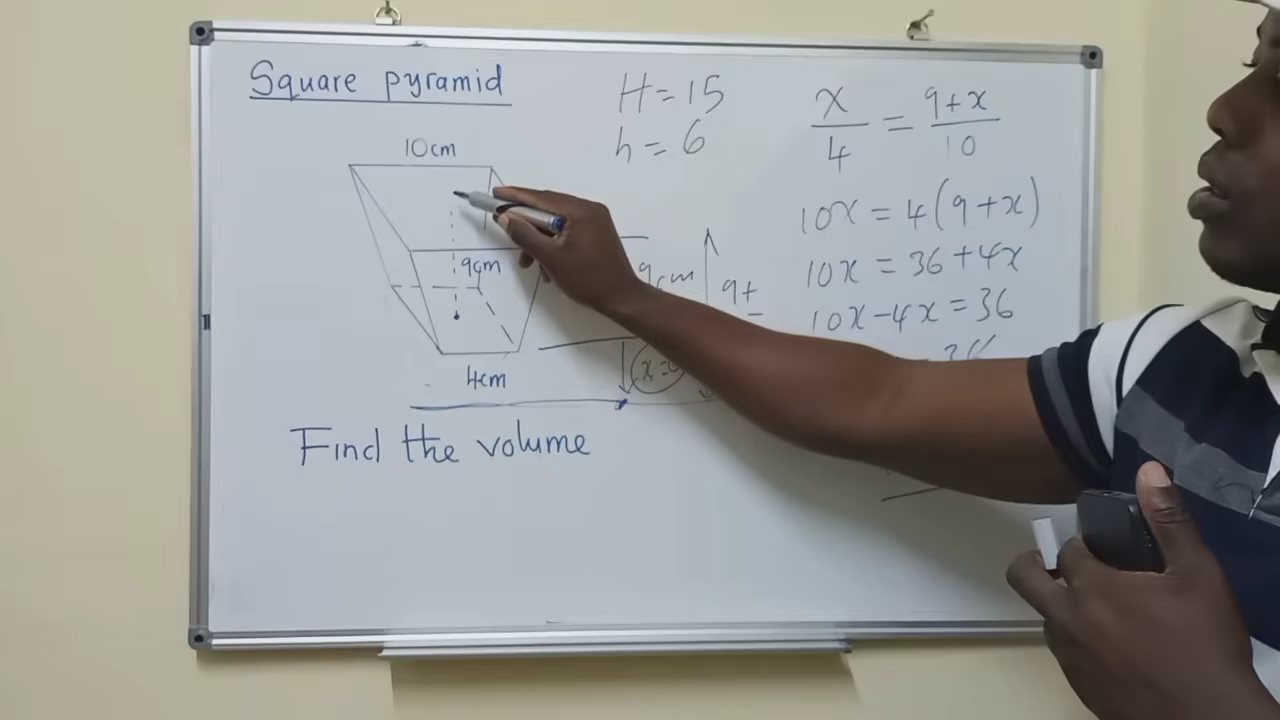 Square pyramid
10cm
9cm
4cm
Find the volume
H = 15
h = 6
9cm
9+
x =
x/4 = 9+x/10
10x = 4(9+x)
10x = 36+4x
10x-4x = 36
36